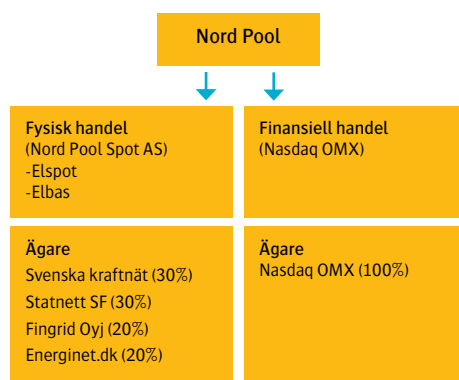 Nord Pool
Fysisk handel
(Nord Pool Spot AS)
-Elspot
-Elbas
Finansiell handel
(Nasdaq OMX)
Ägare
Svenska kraftnät (30%)
Statnett SF (30%)
Fingrid Oyj (20%)
Energinet.dk (20%)
Ägare
Nasdaq OMX (100%)